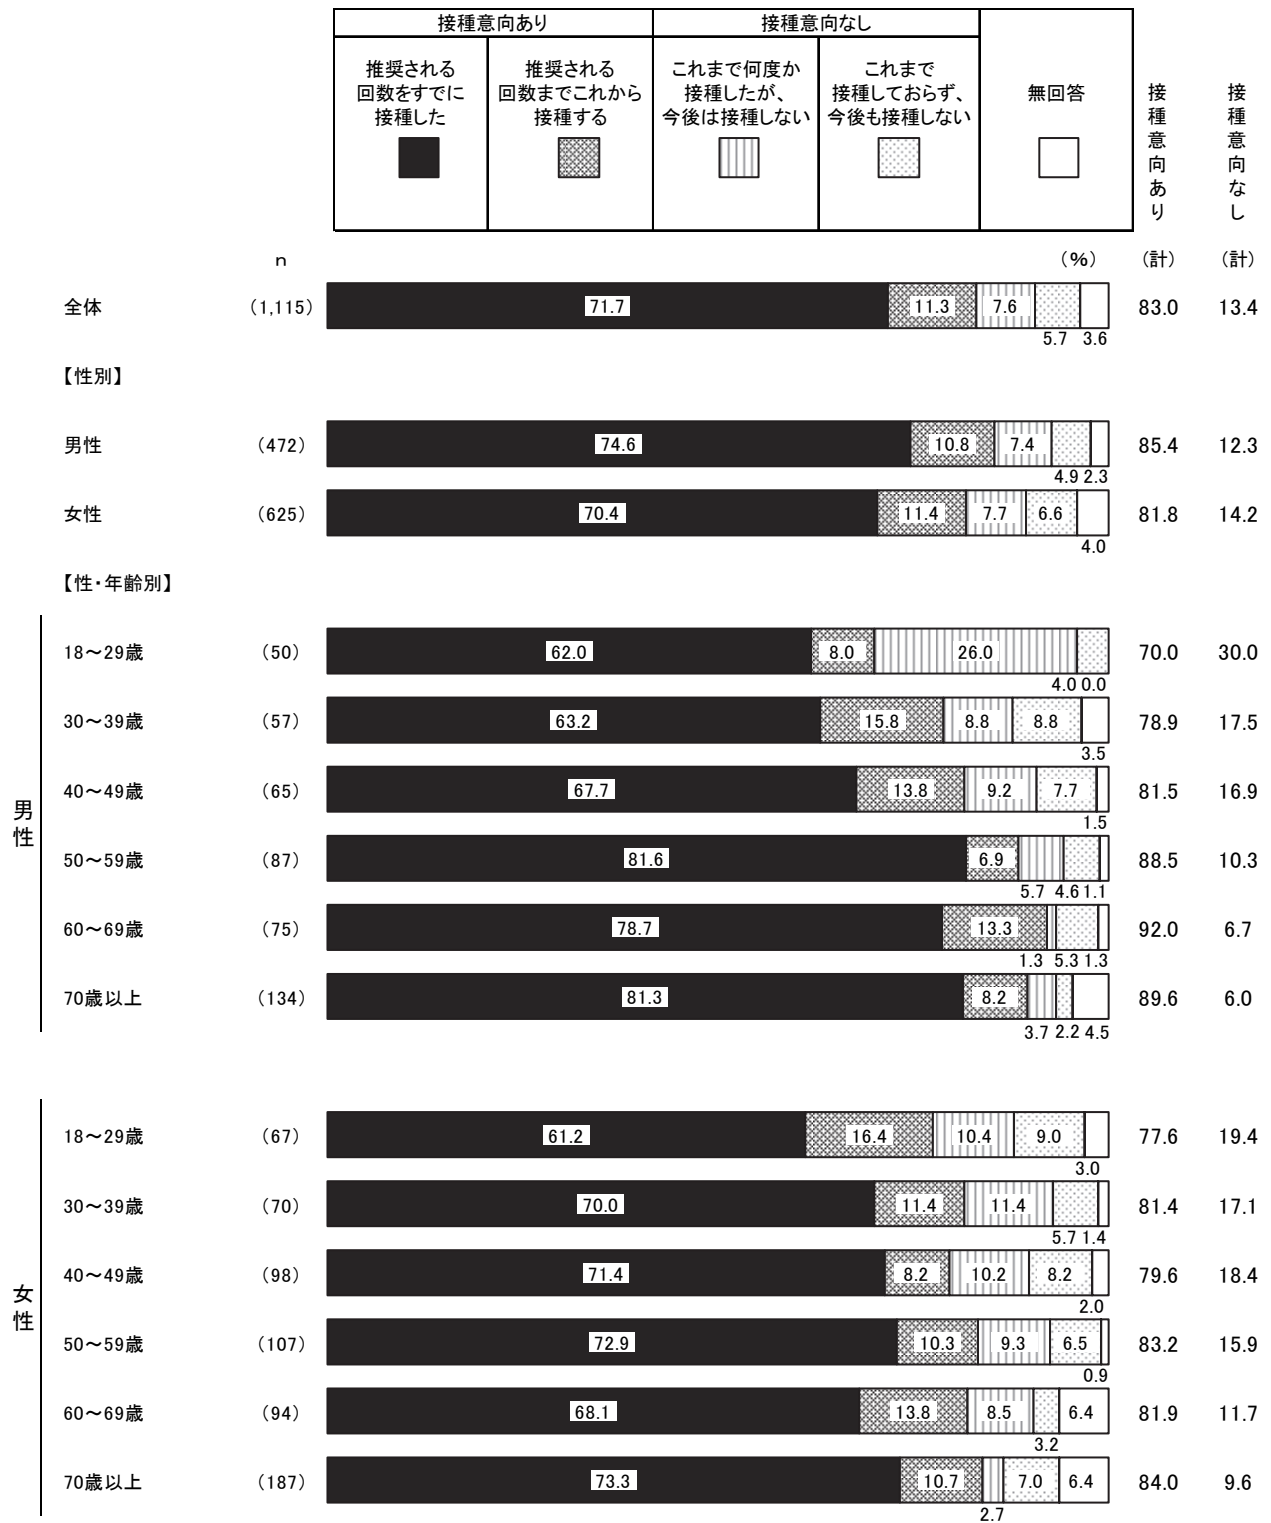 接種意向あり 接種意向なし
推奨される
回数をすでに
接種した
推奨される
回数までこれから
接種する
これまで何度か
接種したが、
今後は接種しない
これまで
接種しておらず、
今後も接種しない
無回答
接種意向あり
接種意向なし
n (%) (計) (計)
全体 (1,115) 71.7 11.3 7.6 83.0 13.4
5.7 3.6
【性別】
男性 (472) 74.6 10.8 7.4 85.4 12.3
4.9 2.3
女性 (625) 70.4 11.4 7.7 6.6 81.8 14.2
4.0
【性・年齢別】
男性
18～29歳 (50) 62.0 8.0 26.0 70.0 30.0
4.0 0.0
30～39歳 (57) 63.2 15.8 8.8 8.8 78.9 17.5
3.5
40～49歳 (65) 67.7 13.8 9.2 7.7 81.5 16.9
1.5
50～59歳 (87) 81.6 6.9 88.5 10.3
5.7 4.6 1.1
60～69歳 (75) 78.7 13.3 92.0 6.7
1.3 5.3 1.3
70歳以上 (134) 81.3 8.2 89.6 6.0
3.7 2.2 4.5
女性
18～29歳 (67) 61.2 16.4 10.4 9.0 77.6 19.4
3.0
30～39歳 (70) 70.0 11.4 11.4 81.4 17.1
5.7 1.4
40～49歳 (98) 71.4 8.2 10.2 8.2 79.6 18.4
2.0
50～59歳 (107) 72.9 10.3 9.3 6.5 83.2 15.9
0.9
60～69歳 (94) 68.1 13.8 8.5 6.4 81.9 11.7
3.2
70歳以上 (187) 73.3 10.7 7.0 6.4 84.0 9.6
2.7